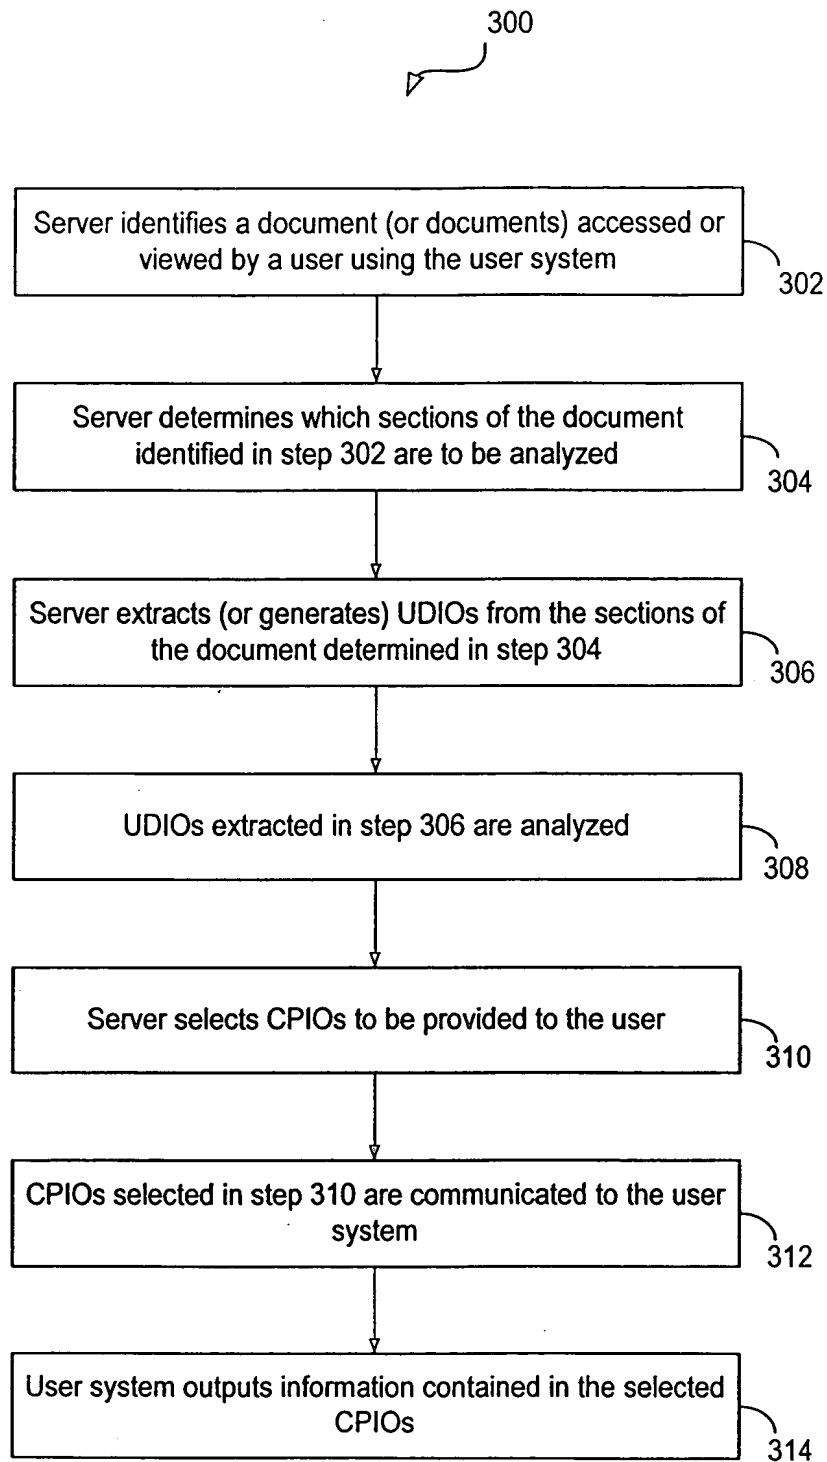 300
Server identifies a document (or documents) accessed or
viewed by a user using the user system
302
Server determines which sections of the document
identified in step 302 are to be analyzed
304
Server extracts (or generates) UDIOs from the sections of
the document determined in step 304
306
UDIOs extracted in step 306 are analyzed
308
Server selects CPIOs to be provided to the user
310
CPIOs selected in step 310 are communicated to the user
system
312
User system outputs information contained in the selected
CPIOs
314